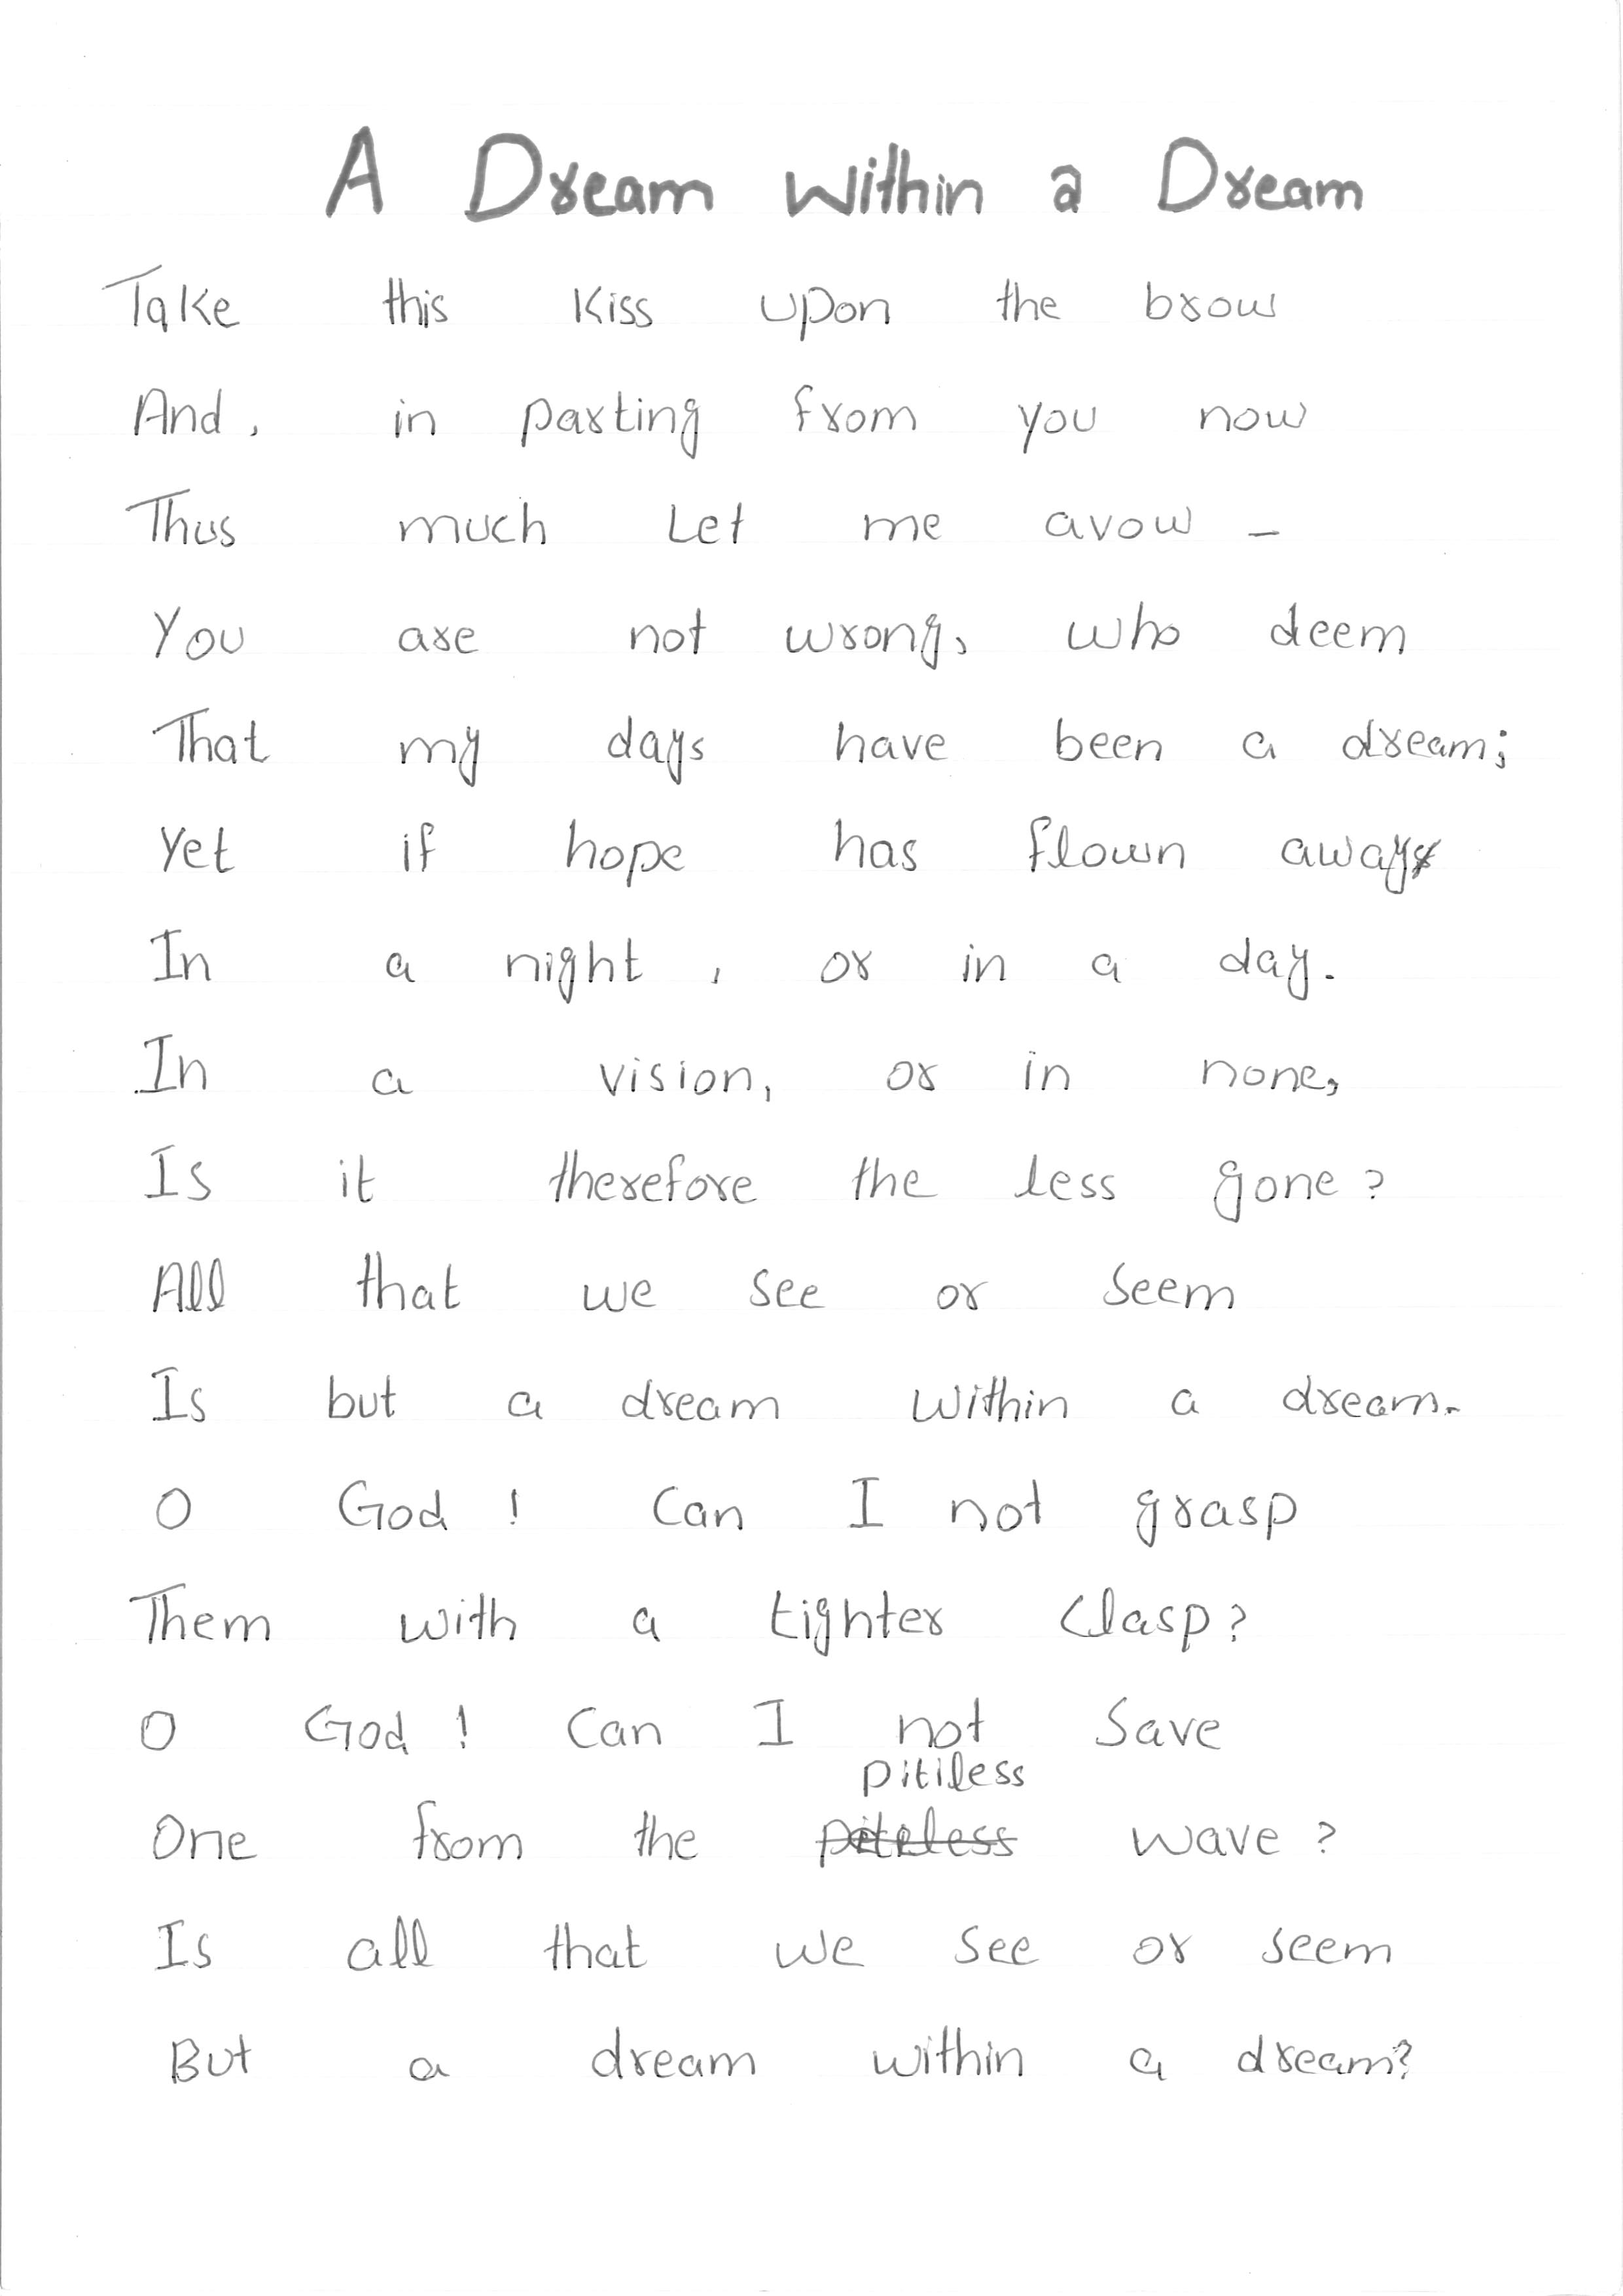 A Dream Within a Dream
Take this Kiss upon the brow
And, in parting from you now
Thus much Let me avow –
You are not wrong, who deem
That my days have been a dream;
Yet if hope has flown away
In a night , or in a day.
In a vision, or in none,
Is it therefore the less gone?
All that we see or seem
Is but a dream within a dream.
O God ! Can I not grasp
Them with a tighter Clasp?
O God ! Can I not Save
pitiless
One from the wave ?
Is all that we see or seem
But a dream within a dream?